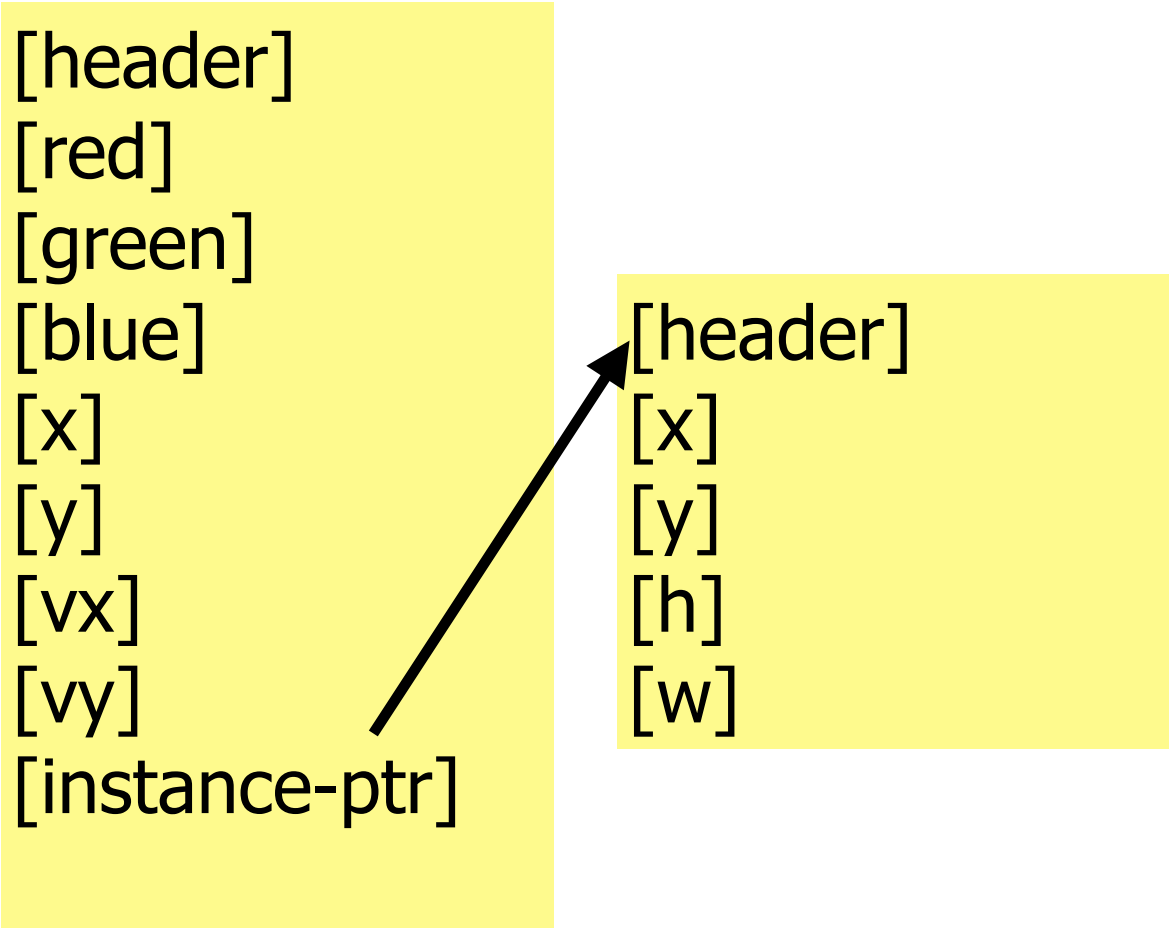 [header]
[red]
[green]
[blue]
[x]
[y]
[vx]
[vy]
[instance-ptr]
[header]
[x]
[y]
[h]
[w]